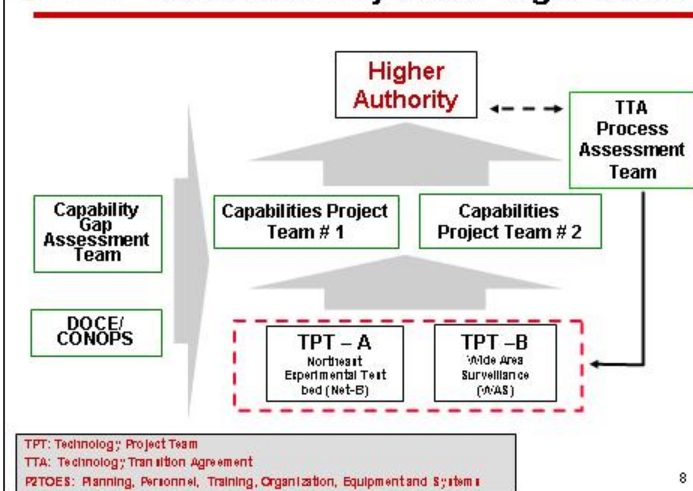 Higher
Authority
TTA
Process
Assessment
Team
Capability
Gap
Assessment
Team
Capabilities Project
Team # 1
Capabilities
Project Team # 2
DOCE/
CONOPS
TPT – A
Northeast
Experimental Test
bed (Net-B)
TPT –B
Wide Area
Surveillance
(WAS)
TPT: Technology Project Team
TTA: Technology Transition Agreement
P2TOES: Planning, Personnel, Training, Organization, Equipment and Systems
8